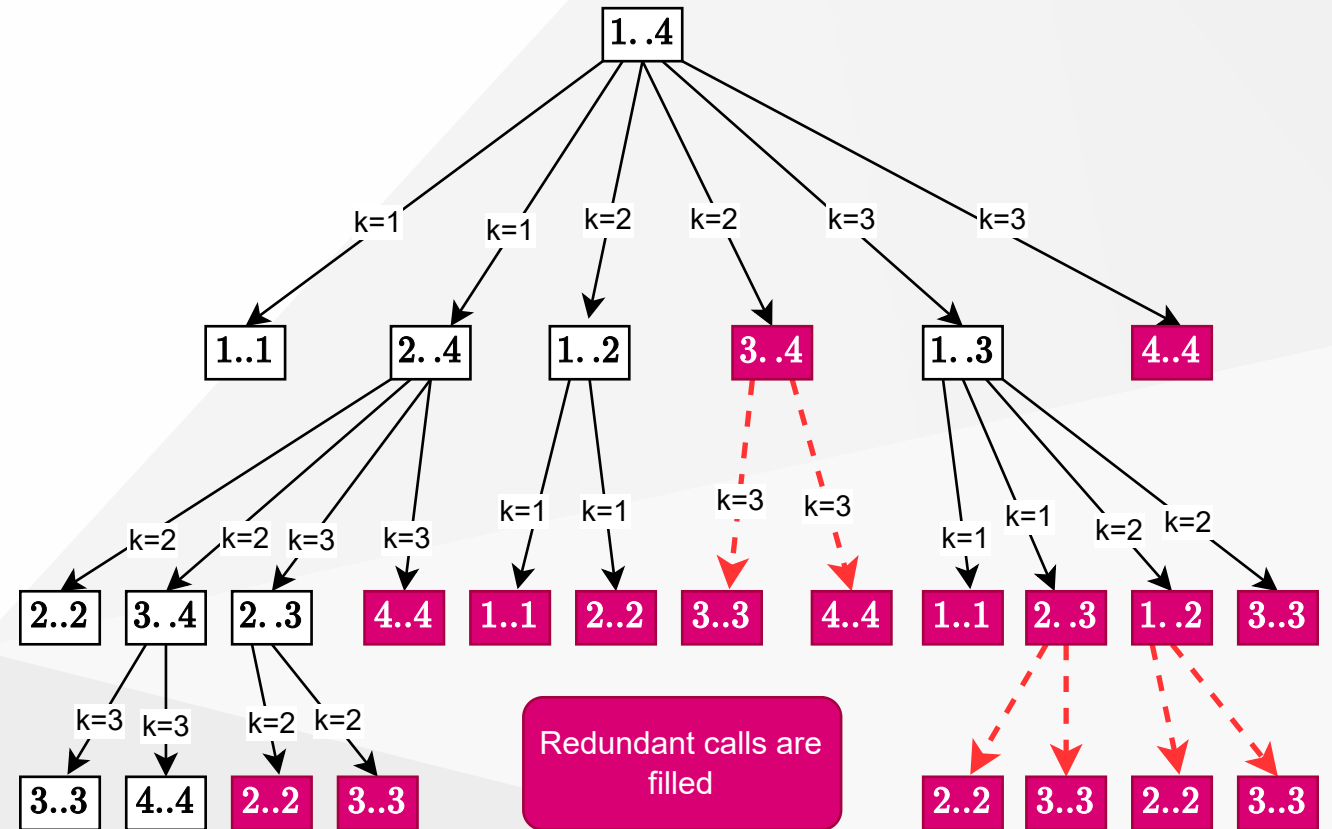 1. .4
k=1
k=1
k=2
k=2
k=3
k=3
1..1
2. .4
1. .2
3. .4
1..3
4..4
k=2
k=2
k=3
k=3
k=1
k=1
k=3
k=3
k=1
k=1
k=2
k=2
2..2
3. .4
2. .3
4..4
1..1
2..2
3..3
4..4
1..1
2. .3
1. .2
3..3
k=3
k=3
k=2
k=2
Redundant calls are
filled
3..3
4..4
2..2
3..3
2..2
3..3
2..2
3..3